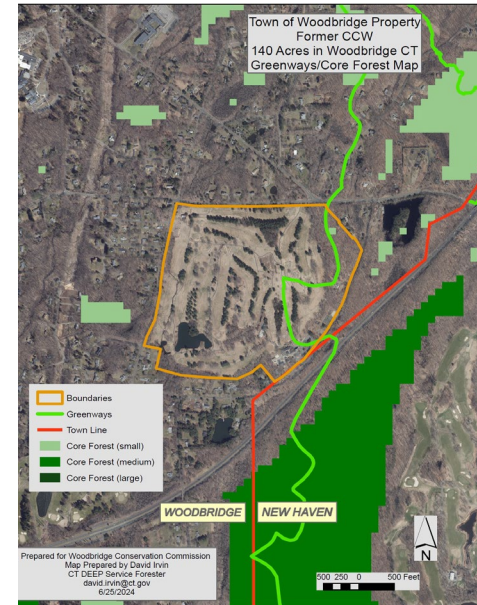 Town of Woodbridge Property
Former CCW
140 Acres in Woodbridge CT
Greenways/Core Forest Map
Boundaries
Greenways
Town Line
Core Forest (small)
Core Forest (medium)
Core Forest (large)
WOODBRIDGE
NEW HAVEN
Prepared for Woodbridge Conservation Commission
Map Prepared by David Irvin
CT DEEP Service Forester
david.irvin@ct.gov
6/25/2024
N
500 250 0 500 Feet